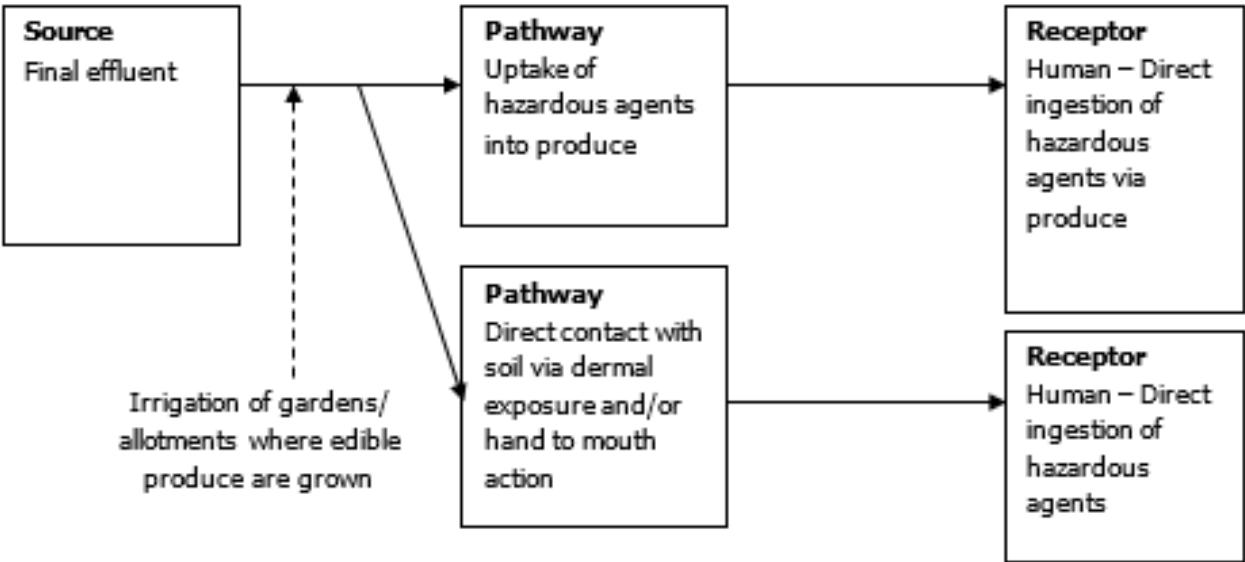 Source
Final effluent
Pathway
Uptake of
hazardous agents
into produce
Receptor
Human – Direct
ingestion of
hazardous
agents via
produce
Irrigation of gardens/
allotments where edible
produce are grown
Pathway
Direct contact with
soil via dermal
exposure and/or
hand to mouth
action
Receptor
Human – Direct
ingestion of
hazardous
agents